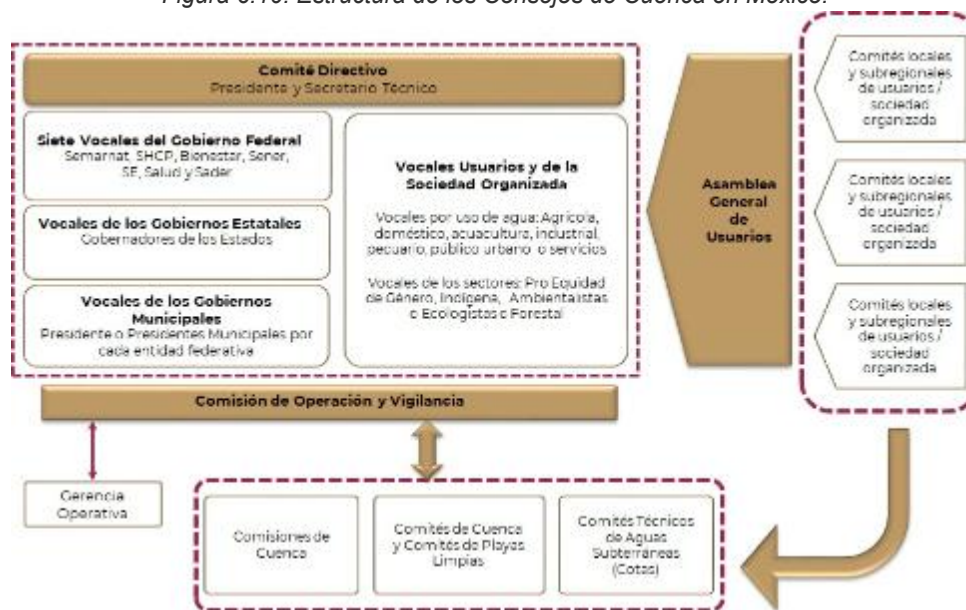 Estructura de los Consejos de Cuenca en México.
Comité Directivo
Presidente y Secretario Técnico
Siete Vocales del Gobierno Federal
Semarnat, SHCP, Bienestar, Sener,
SE, Salud y Sader
Vocales de los Gobiernos Estatales
Gobernadores de los Estados
Vocales de los Gobiernos
Municipales
Presidente o Presidentes Municipales por
cada entidad federativa
Vocales Usuarios y de la
Sociedad Organizada
Vocales por uso de agua: Agrícola,
doméstico, acuacultura, industrial,
pecuario, público urbano o servicios
Vocales de los sectores: Pro Equidad
de Género, Indígena, Ambientalistas
o Ecologistas o Forestal
Asamblea
General
de
Usuarios
Comités locales
y subregionales
de usuarios /
sociedad
organizada
Comités locales
y subregionales
de usuarios /
sociedad
organizada
Comités locales
y subregionales
de usuarios /
sociedad
organizada
Comisión de Operación y Vigilancia
Gerencia
Operativa
Comisiones de
Cuenca
Comités de Cuenca
y Comités de Playas
Limpias
Comités Técnicos
de Aguas
Subterráneas
(Cotas)